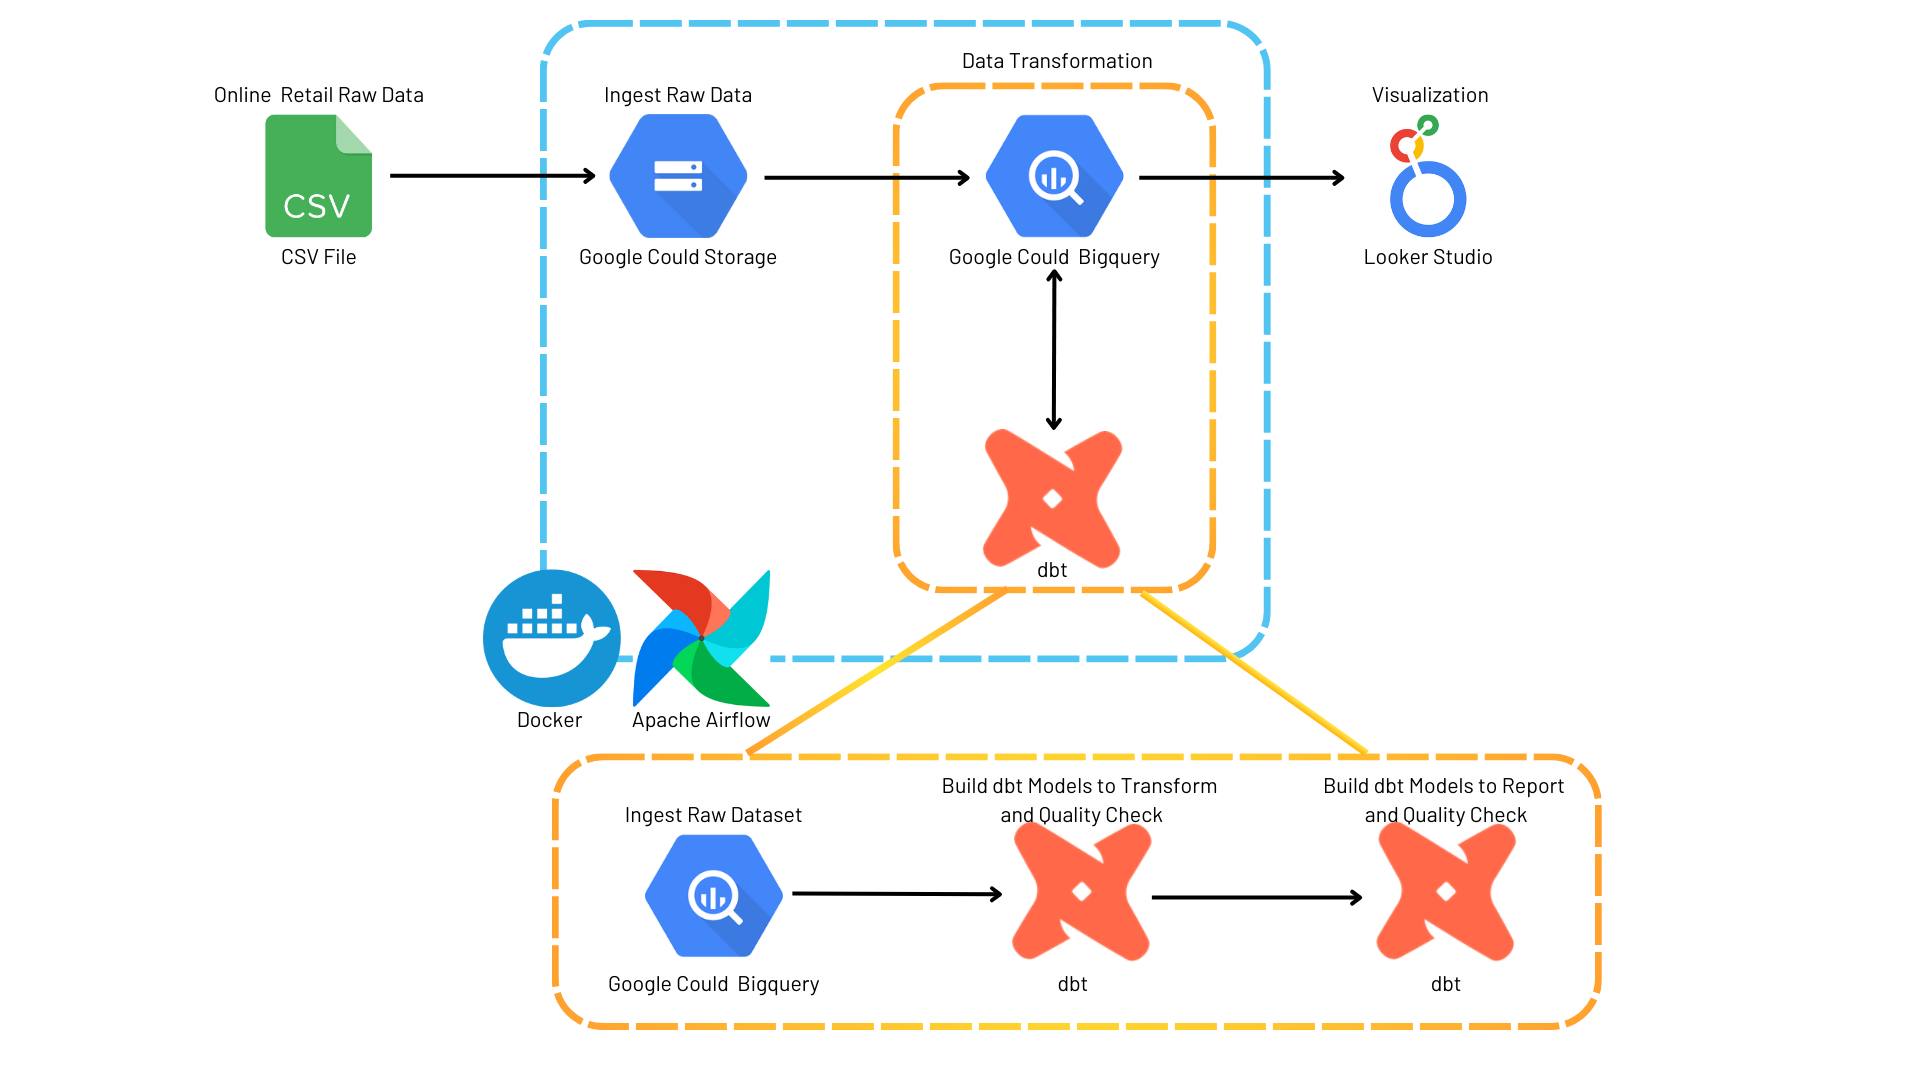 Data Transformation
Online Retail Raw Data
Ingest Raw Data
Visualization
CSV
CSV File
Google Could Storage
Google Could Bigquery
Looker Studio
dbt
Docker
Apache Airflow
Build dbt Models to Transform
and Quality Check
Build dbt Models to Report
and Quality Check
Ingest Raw Dataset
Google Could Bigquery
dbt
dbt